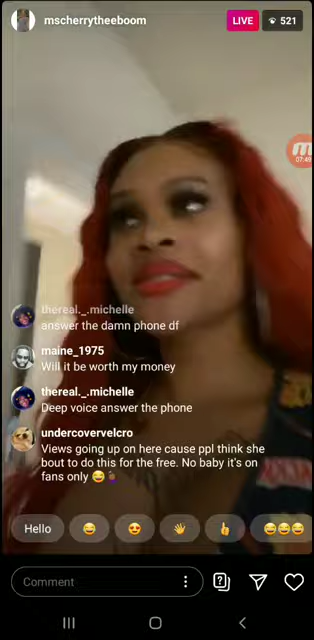 mscherrytheeboom
LIVE
521
07:49
thereal._.michelle
answer the damn phone df
maine_1975
Will it be worth my money
thereal._.michelle
Deep voice answer the phone
undercovervelcro
Views going up on here cause ppl think she
bout to do this for the free. No baby it's on
fans only 😂🍇
Hello
Comment